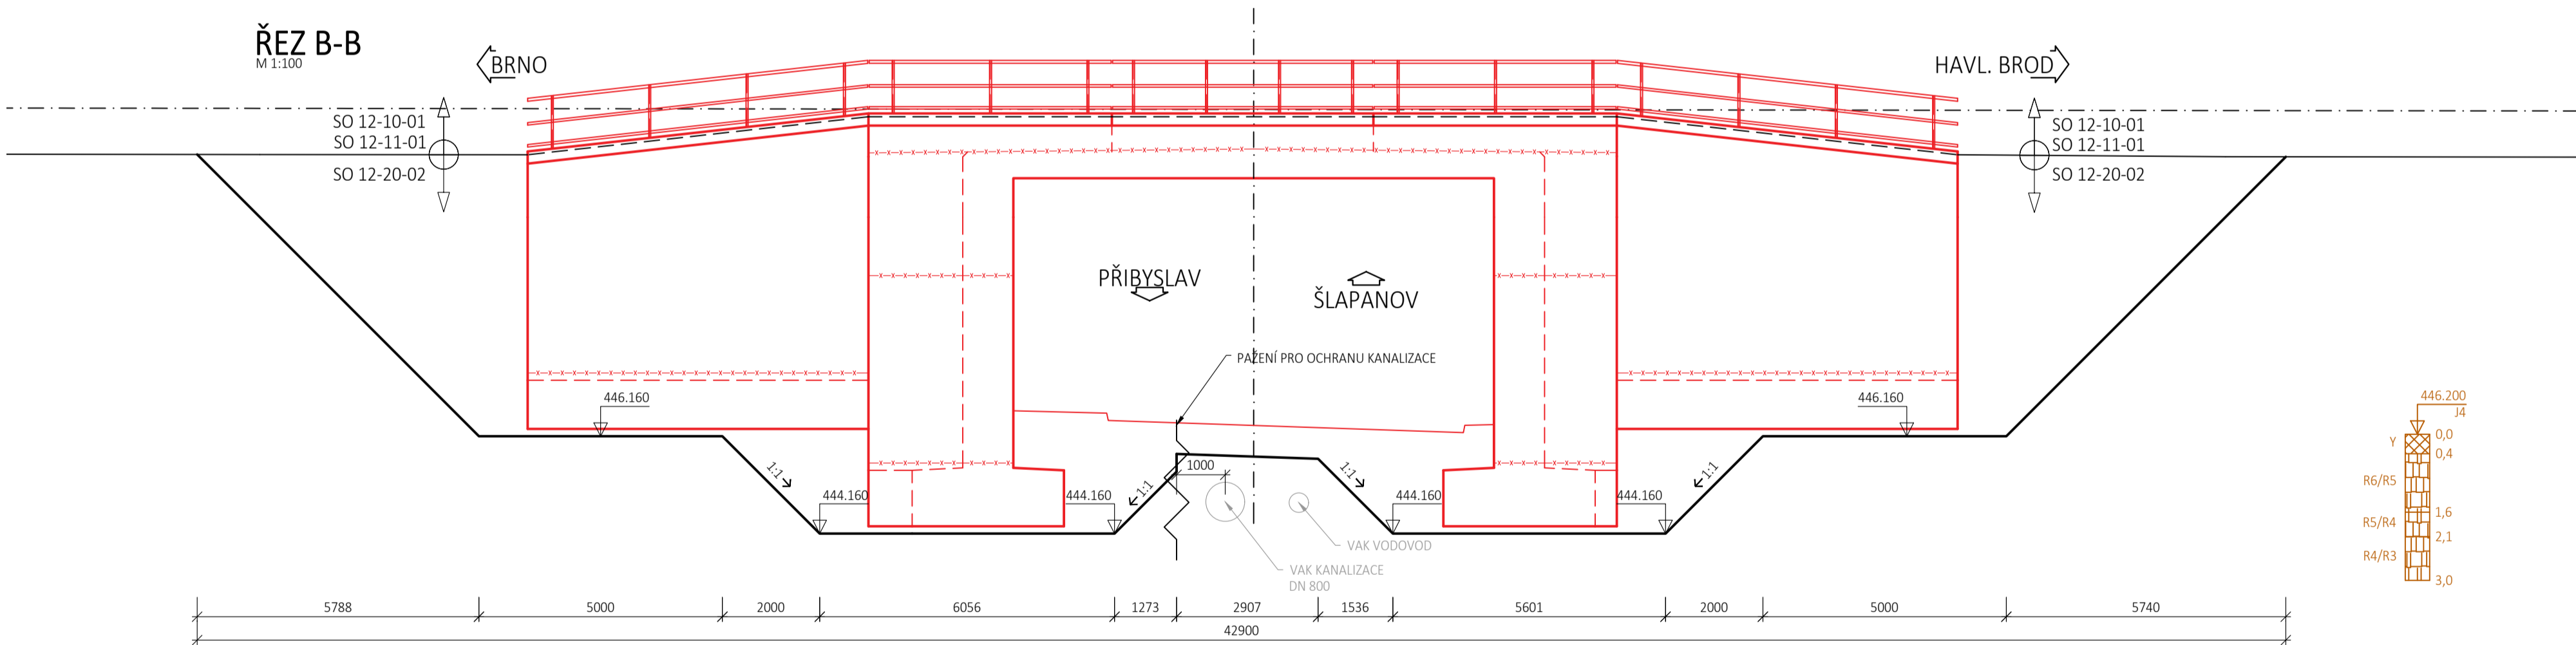 ŘEZ B-B
M 1:100
BRNO
HAVL. BROD
SO 12-10-01
SO 12-11-01
SO 12-20-02
SO 12-10-01
SO 12-11-01
SO 12-20-02
PŘIBYSLAV
ŠLAPANOV
PAŽENÍ PRO OCHRANU KANALIZACE
446.160
446.160
446.200
J4
Y
0,0
0,4
R6/R5
1,6
R5/R4
2,1
R4/R3
3,0
1:1
444.160
444.160
1:1
1000
1:1
444.160
444.160
1:1
VAK VODOVOD
VAK KANALIZACE
DN 800
5788 5000 2000 6056 1273 2907 1536 5601 2000 5000 5740
42900